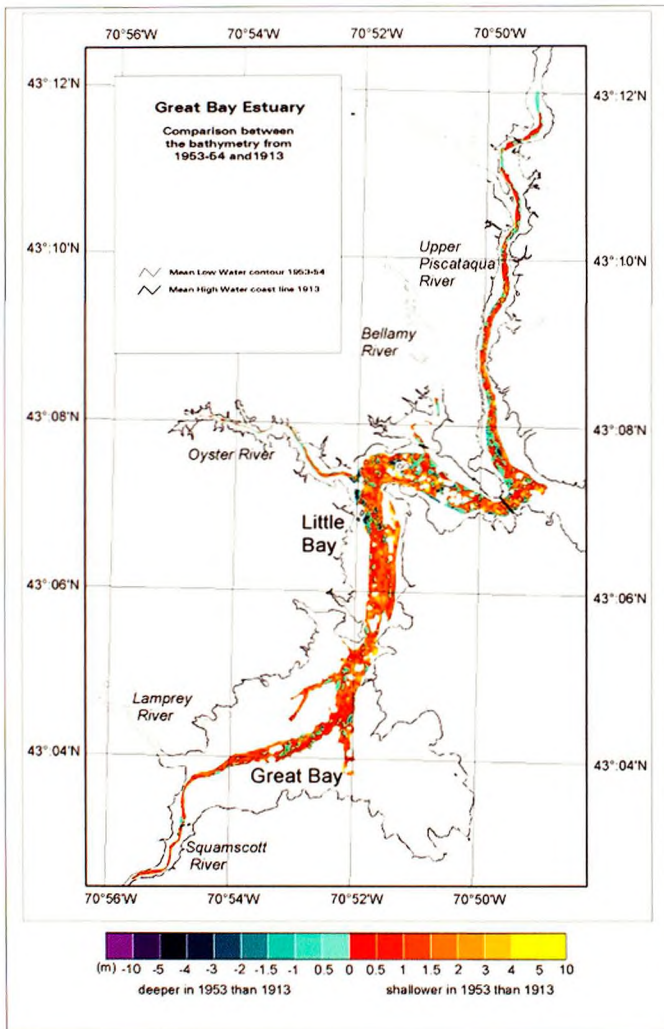 70°56'W 70°54'W 70°52'W 70°50'W
43°12'N 43°12'N
Great Bay Estuary
Comparison between
the bathymetry from
1953-54 and 1913
Mean Low Water contour 1953-54
Mean High Water coast line 1913
43°10'N 43°10'N
Upper
Piscataqua
River
Bellamy
River
43°08'N 43°08'N
Oyster River
Little
Bay
43°06'N 43°06'N
Lamprey
River
43°04'N 43°04'N
Great Bay
Squamscott
River
70°56'W 70°54'W 70°52'W 70°50'W
(m) -10 -5 -4 -3 -2 -1.5 -1 0.5 0 0.5 1 1.5 2 3 4 5 10
deeper in 1953 than 1913 shallower in 1953 than 1913